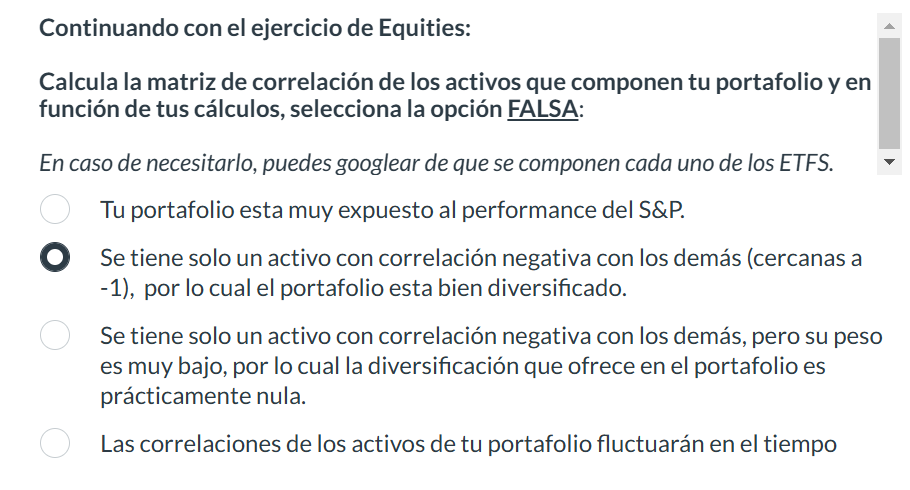 Continuando con el ejercicio de Equities:
Calcula la matriz de correlación de los activos que componen tu portafolio y en
función de tus cálculos, selecciona la opción FALSA:
En caso de necesitarlo, puedes googlear de que se componen cada uno de los ETFS.
Tu portafolio esta muy expuesto al performance del S&P.
Se tiene solo un activo con correlación negativa con los demás (cercanas a
-1), por lo cual el portafolio esta bien diversificado.
Se tiene solo un activo con correlación negativa con los demás, pero su peso
es muy bajo, por lo cual la diversificación que ofrece en el portafolio es
prácticamente nula.
Las correlaciones de los activos de tu portafolio fluctuarán en el tiempo